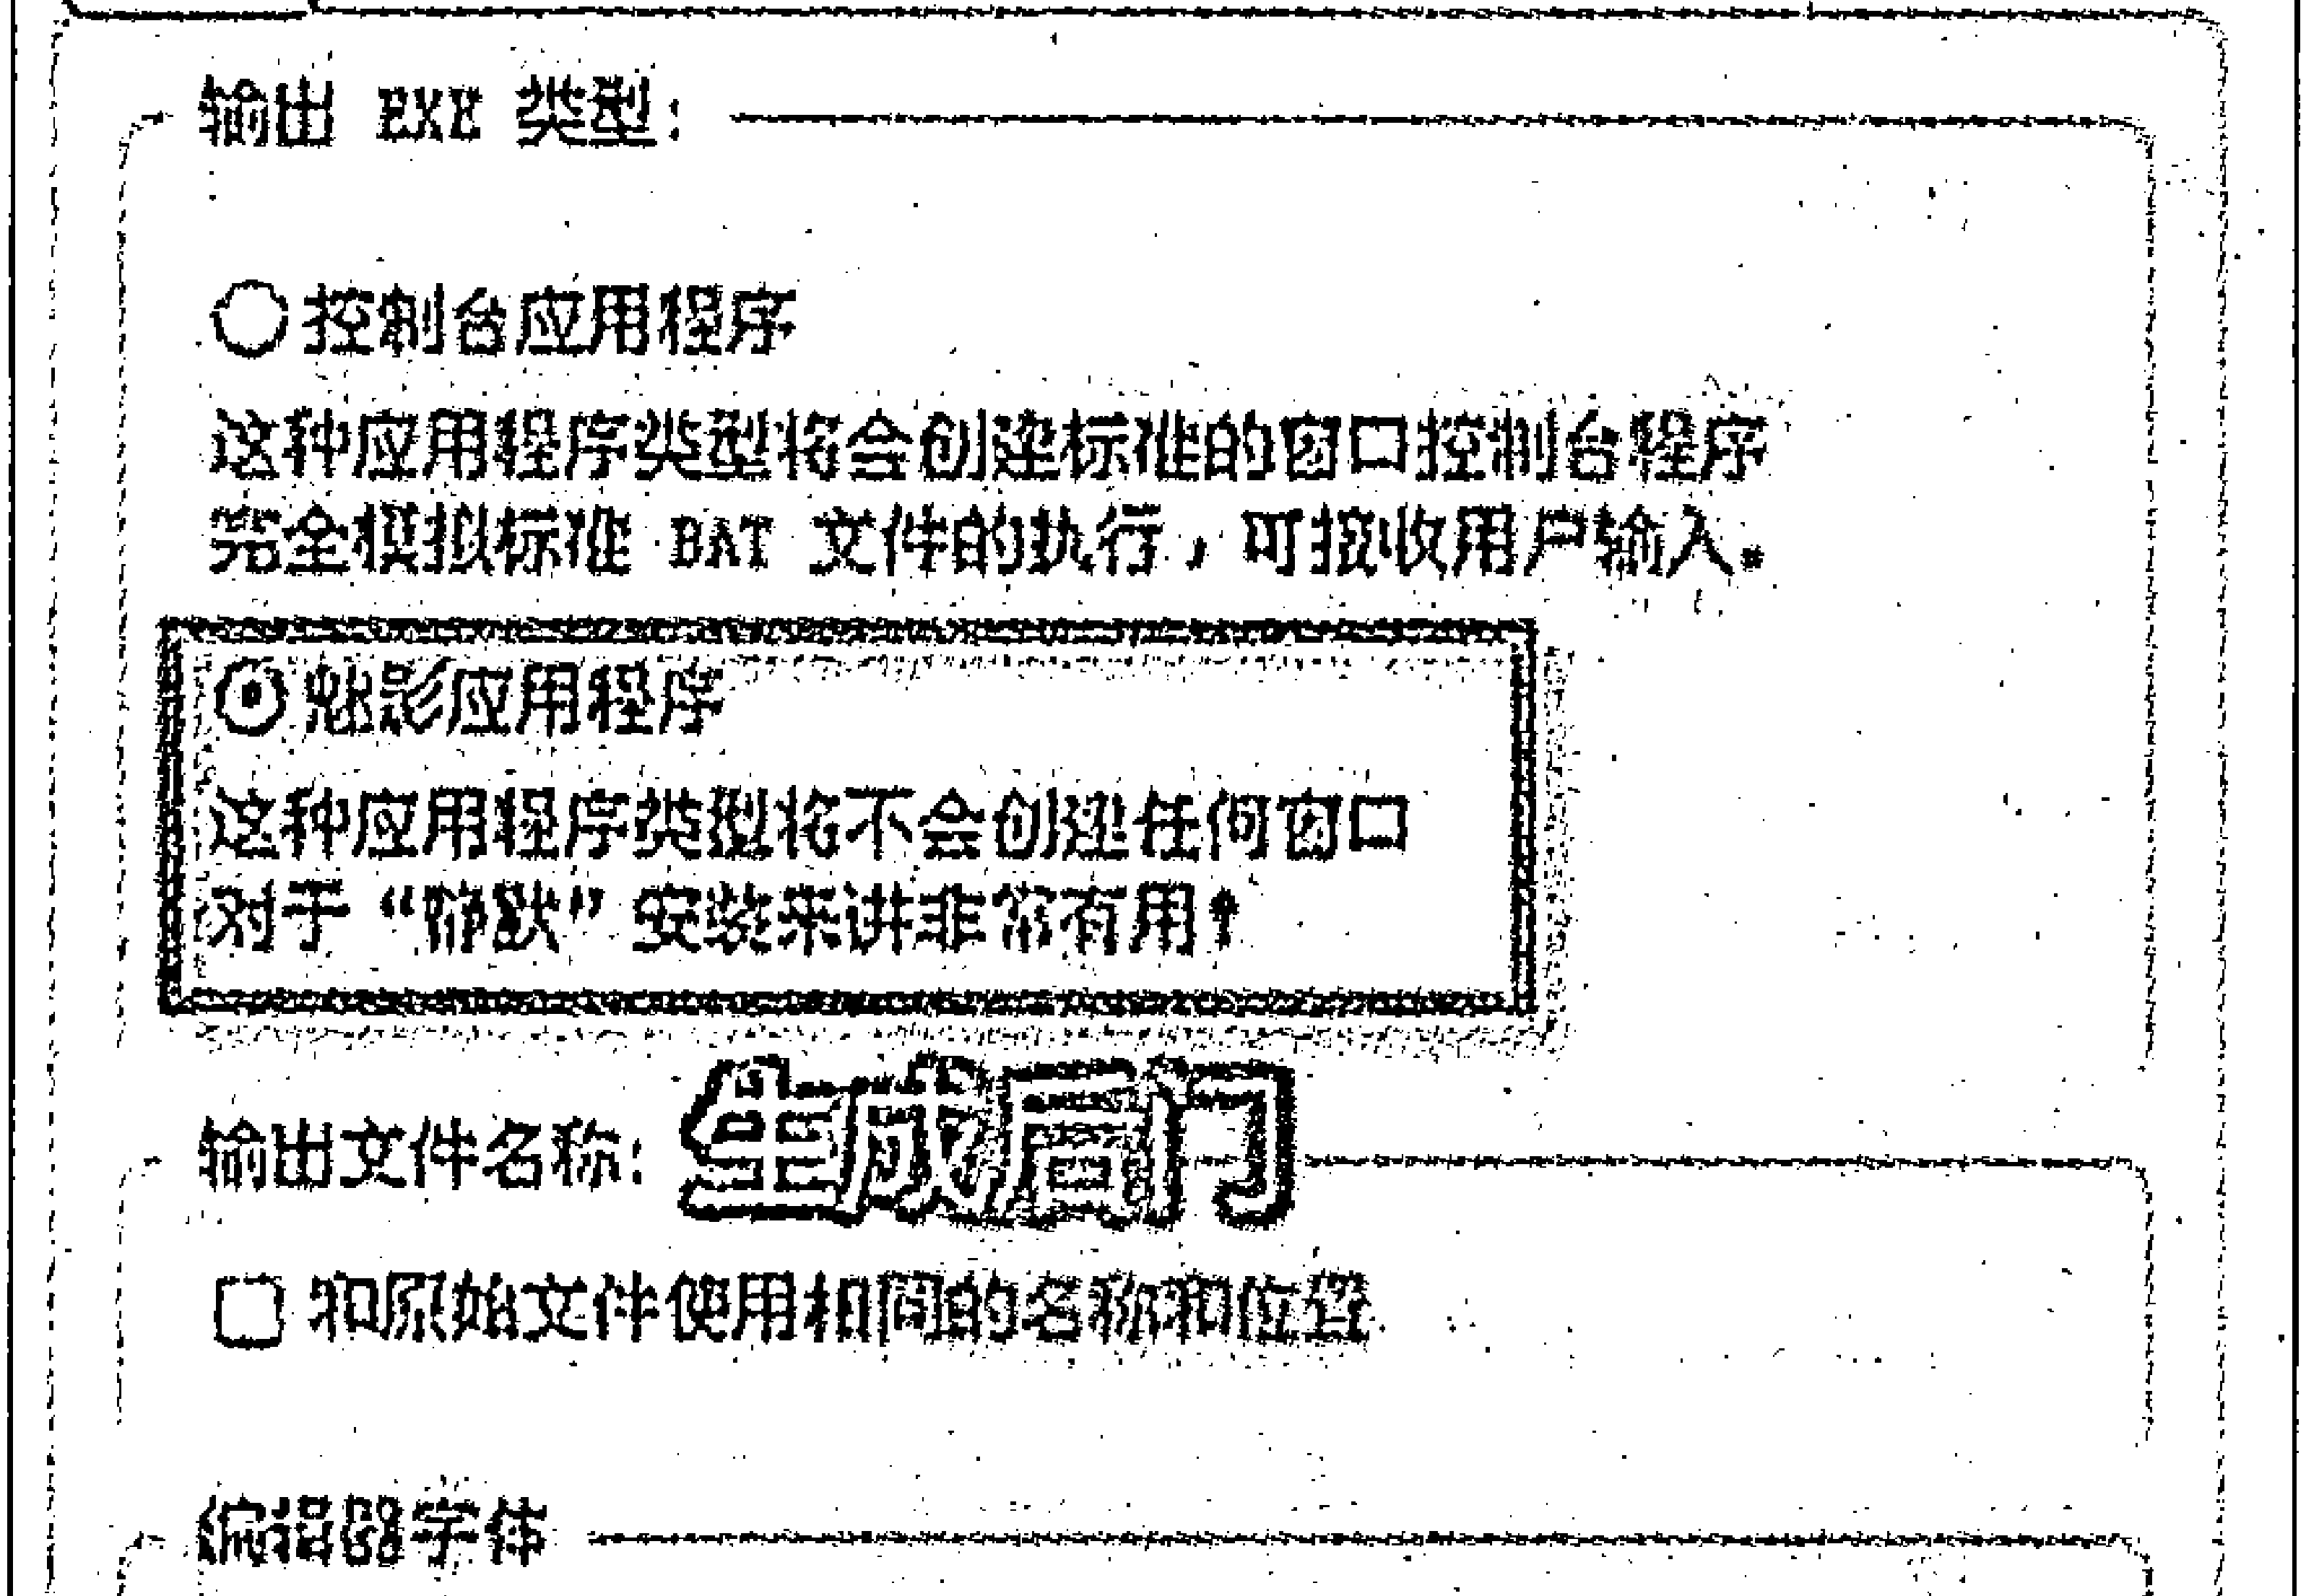 输出 EXE 类型:
控制台应用程序
这种应用程序类型将会创建标准的窗口控制台程序
完全模拟标准 BAT 文件的执行，可接收用户输入。
魅影应用程序
这种应用程序类型将不会创建任何窗口
对于“幽默”安装来讲非常有用！
生成后门
输出文件名称:
和原始文件使用相同的名称和位置
编辑器字体